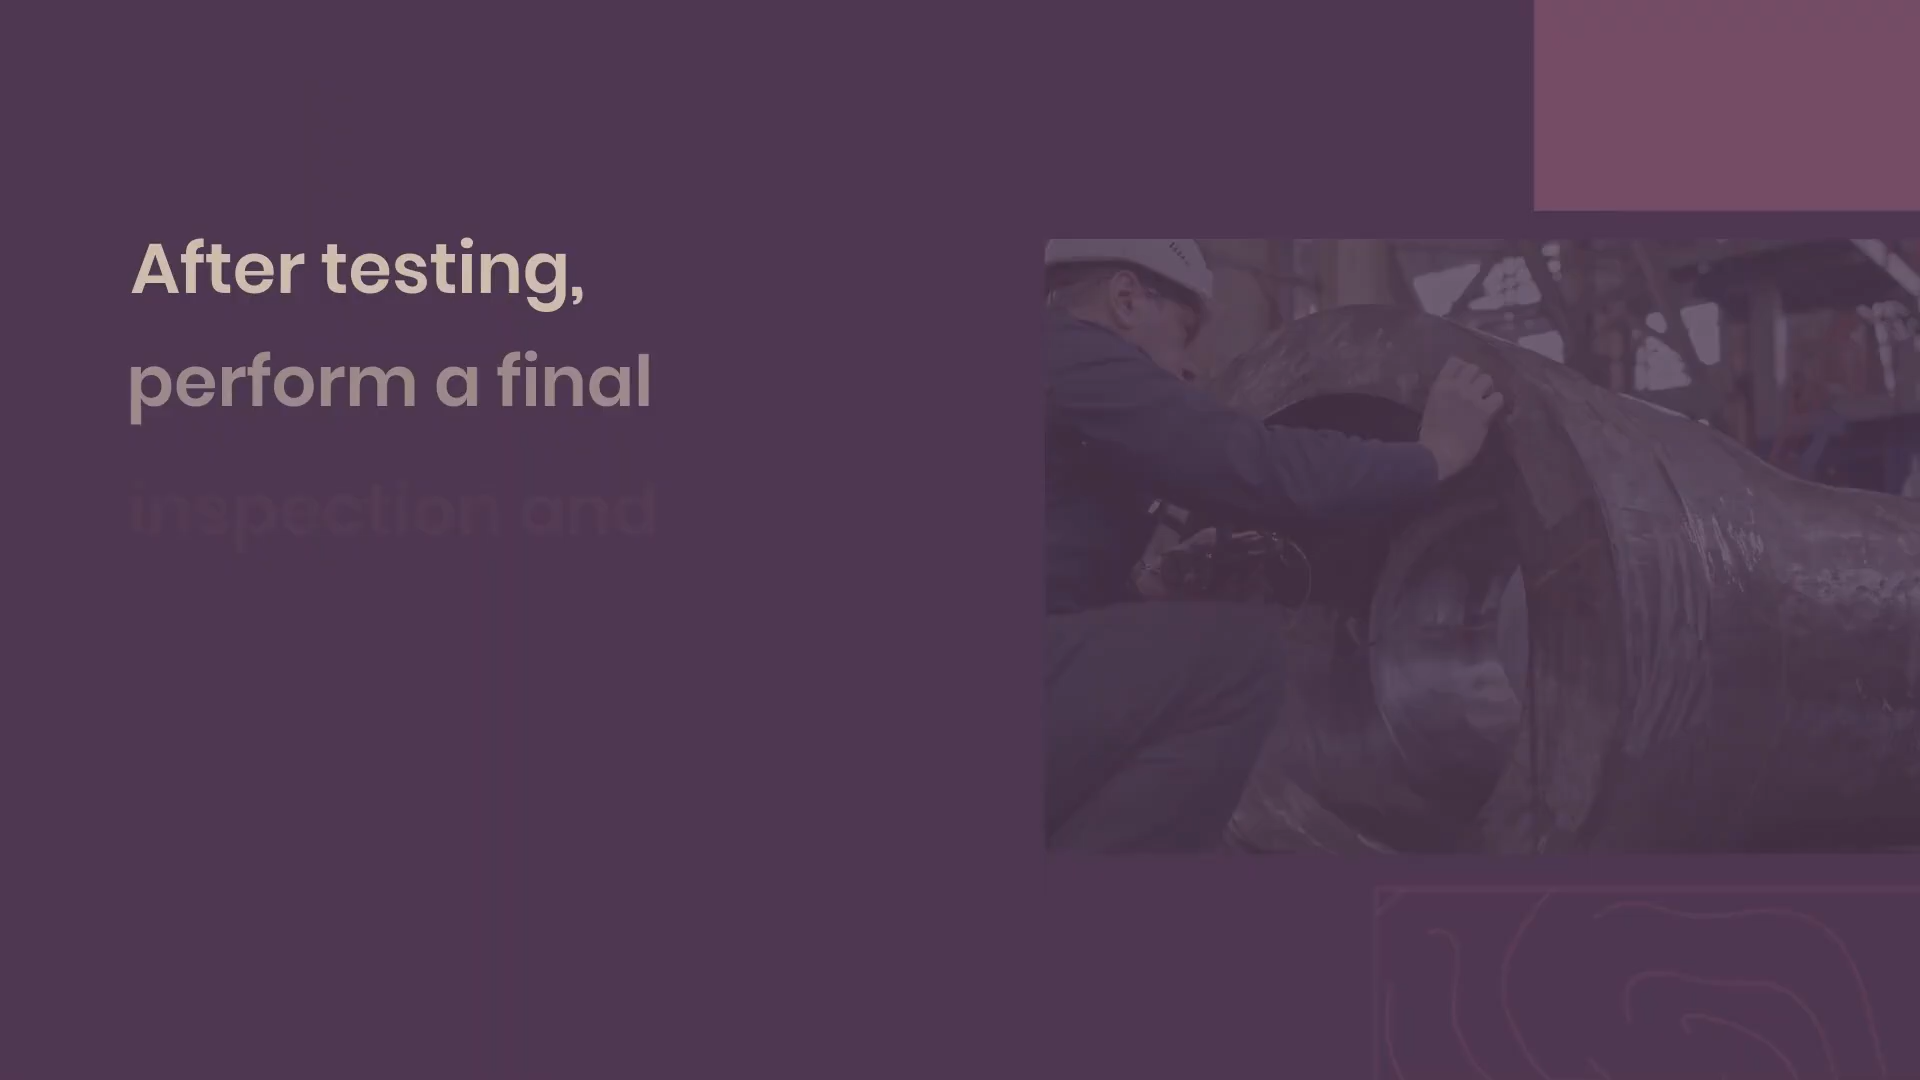 After testing,
perform a final
inspection and